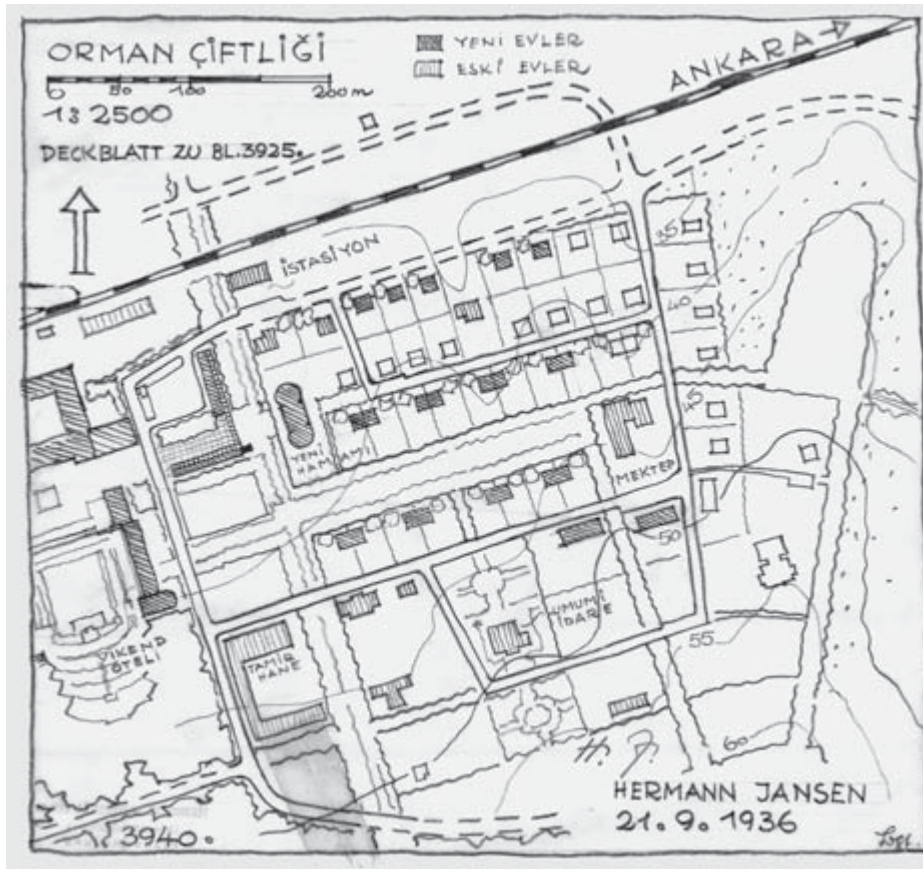 ORMAN ÇİFTLİĞİ
0 50 100 200 m
1:2500
DECKBLATT ZU BL.3925.
YENİ EVLER
ESKİ EVLER
ANKARA
İSTASİYON
35
40
45
YENİ HAMAMI
MEKTEP
50
UMUMİ
İDARE
VIKEND
OTELİ
TAMİR
HANE
55
60
H. J.
HERMANN JANSEN
21.9.1936
3940.